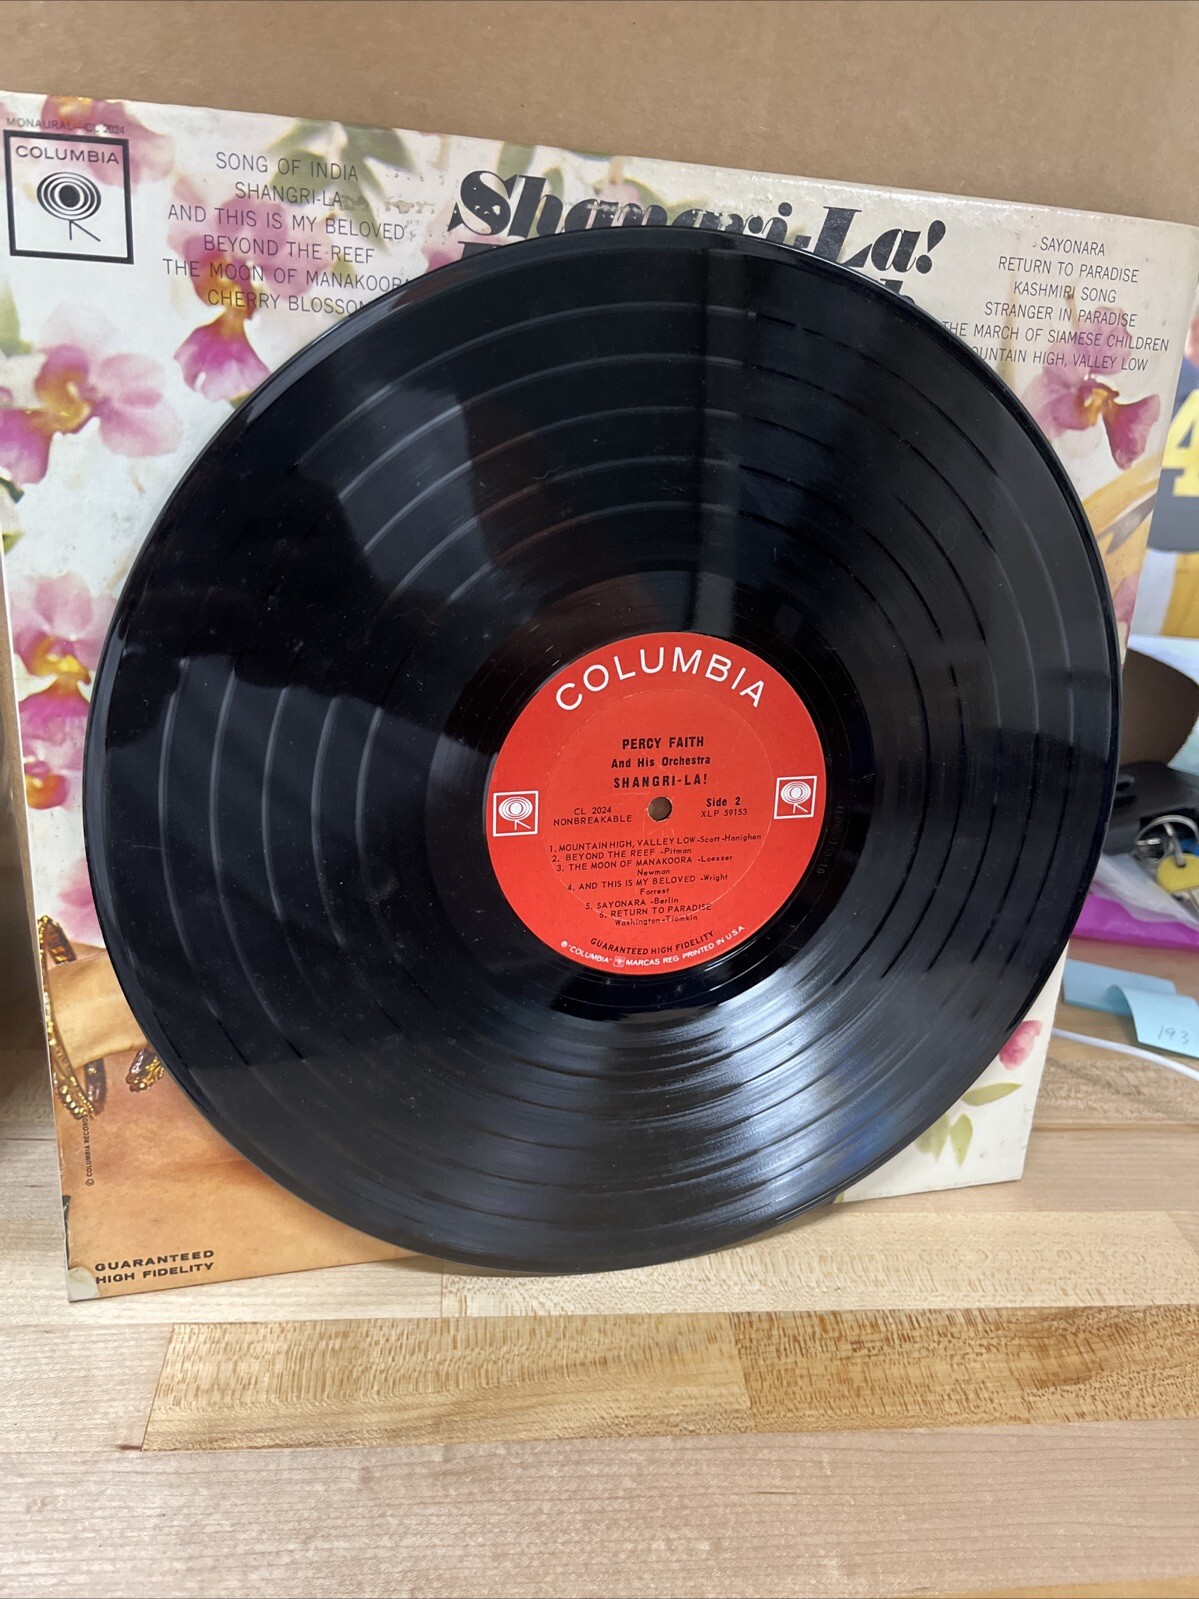 MONAURAL—CL 2024
COLUMBIA
SONG OF INDIA
SHANGRI-LA
AND THIS IS MY BELOVED
BEYOND THE REEF
THE MOON OF MANAKOORA
CHERRY BLOSSOM
Shangri-La!
SAYONARA
RETURN TO PARADISE
KASHMIRI SONG
STRANGER IN PARADISE
THE MARCH OF SIAMESE CHILDREN
OUNTAIN HIGH, VALLEY LOW
4
COLUMBIA
PERCY FAITH
And His Orchestra
SHANGRI-LA!
CL 2024
NONBREAKABLE
Side 2
XLP 59153
1. MOUNTAIN HIGH, VALLEY LOW -Scott-Hanighen
2. BEYOND THE REEF -Pitman
3. THE MOON OF MANAKOORA -Loesser
Newman
4. AND THIS IS MY BELOVED -Wright
Forrest
5. SAYONARA -Berlin
6. RETURN TO PARADISE
Washington-Tiomkin
GUARANTEED HIGH FIDELITY
® "COLUMBIA" MARCAS REG. PRINTED IN U.S.A.
193
© COLUMBIA RECORD
GUARANTEED
HIGH FIDELITY